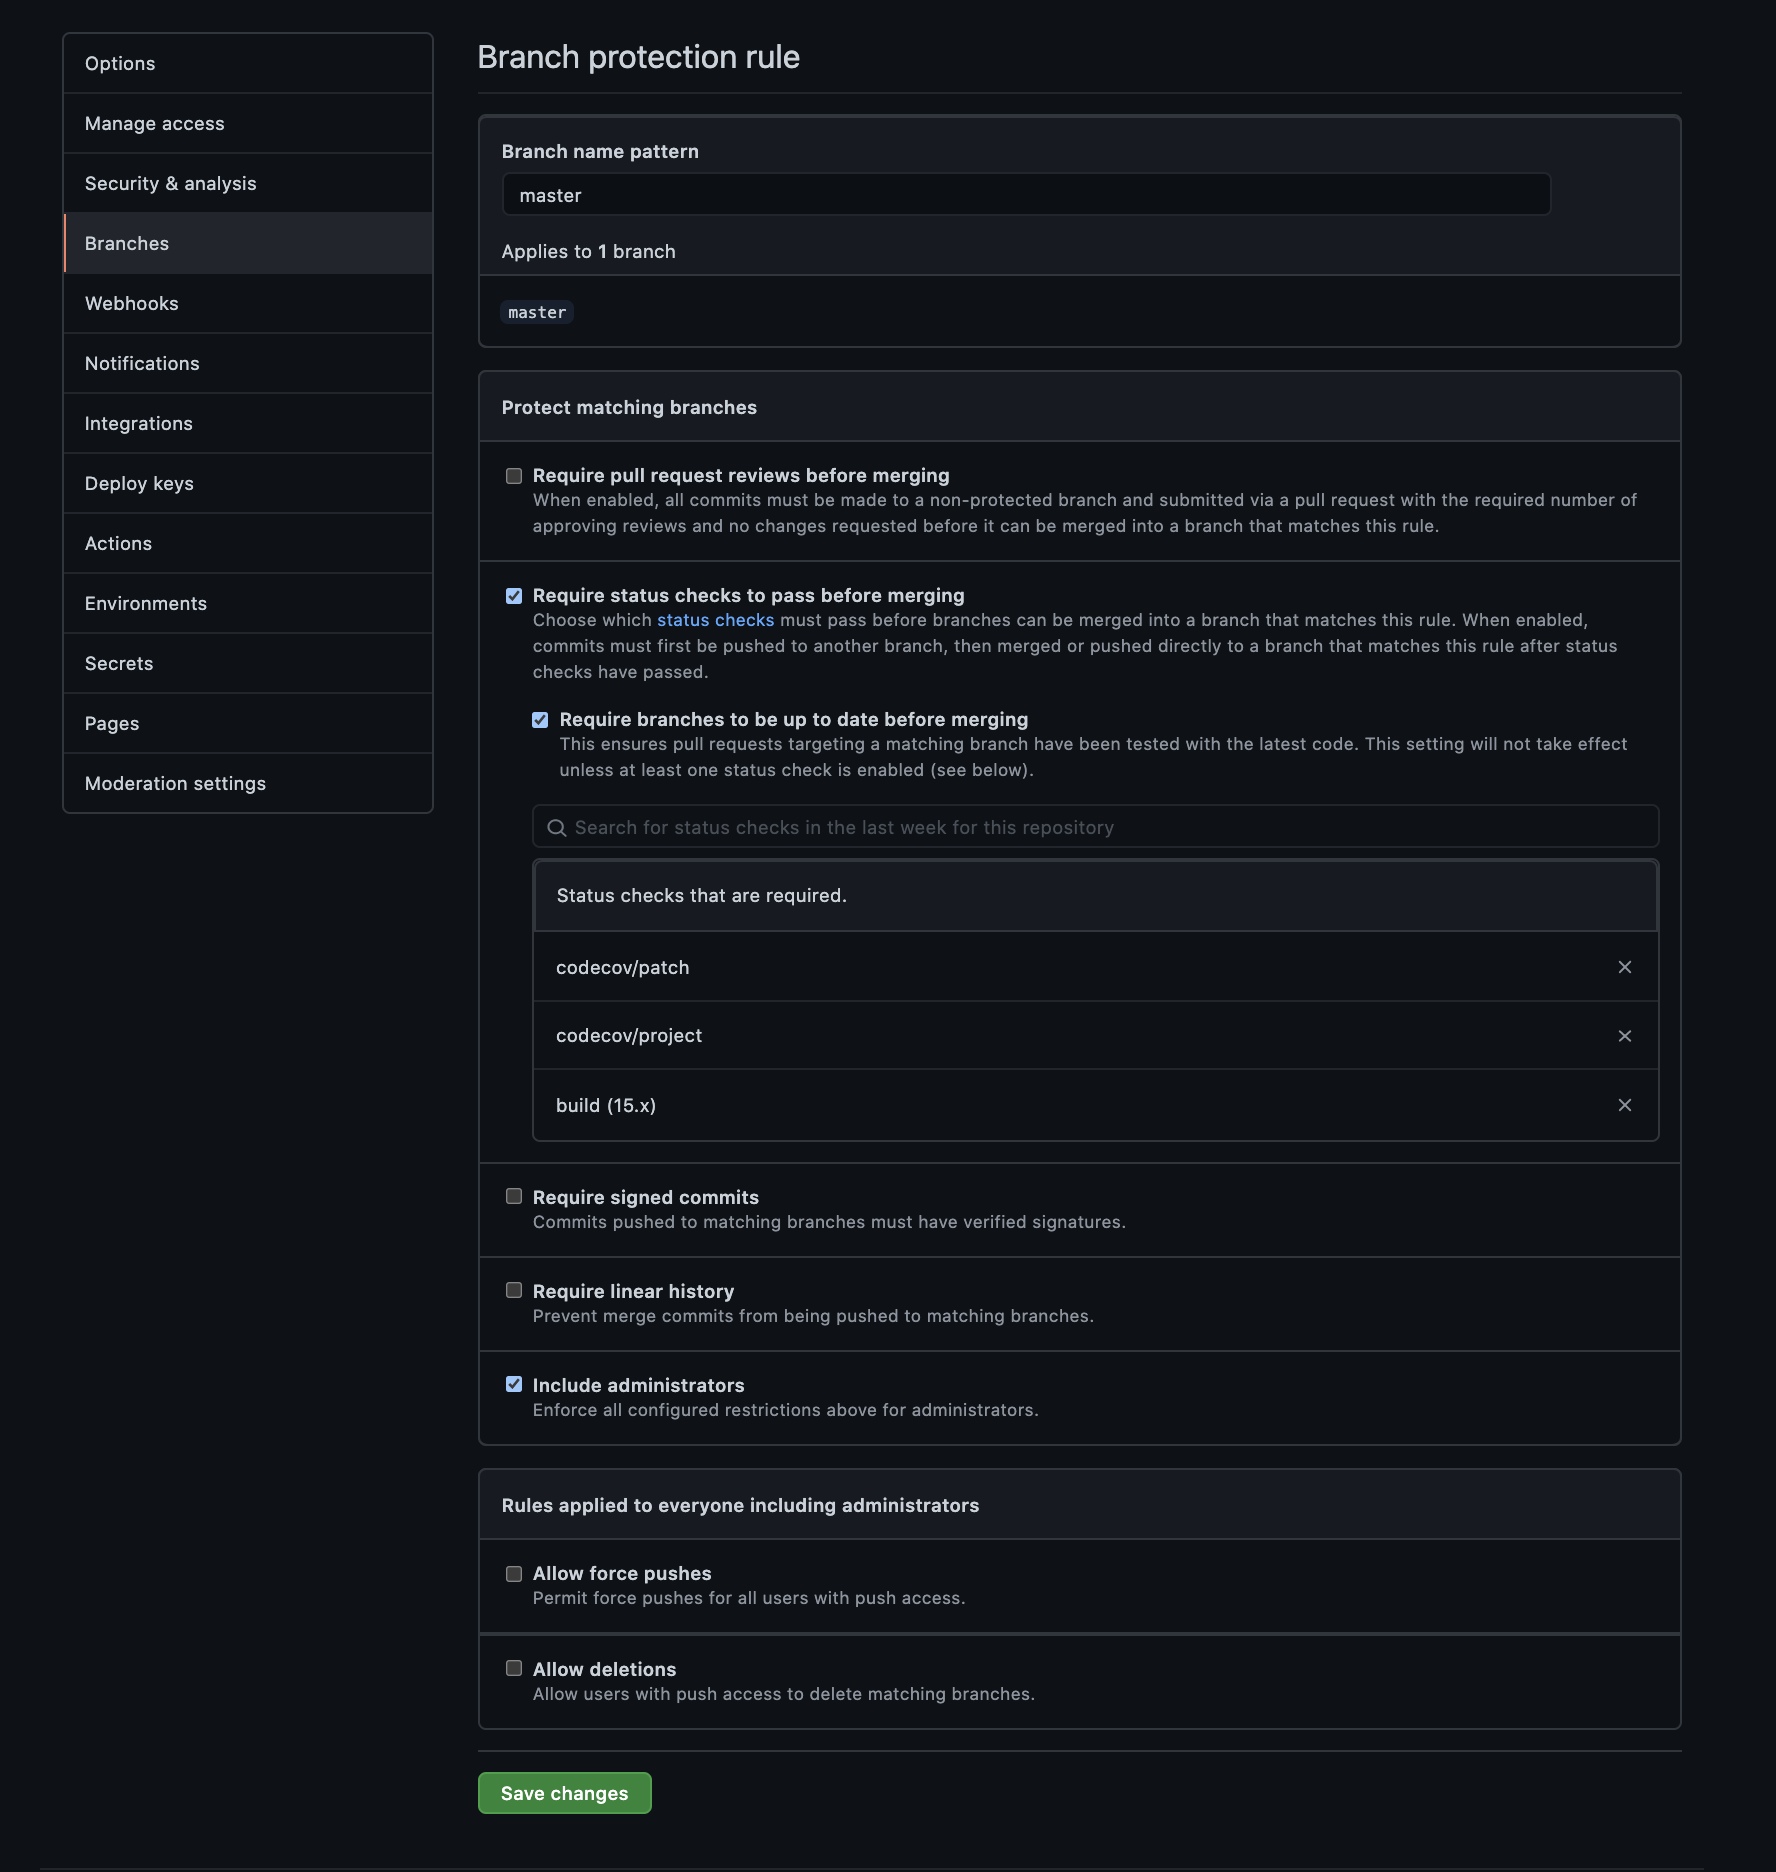 Options
Manage access
Security & analysis
Branches
Webhooks
Notifications
Integrations
Deploy keys
Actions
Environments
Secrets
Pages
Moderation settings
Branch protection rule
Branch name pattern
master
Applies to 1 branch
master
Protect matching branches
Require pull request reviews before merging
When enabled, all commits must be made to a non-protected branch and submitted via a pull request with the required number of
approving reviews and no changes requested before it can be merged into a branch that matches this rule.
Require status checks to pass before merging
Choose which status checks must pass before branches can be merged into a branch that matches this rule. When enabled,
commits must first be pushed to another branch, then merged or pushed directly to a branch that matches this rule after status
checks have passed.
Require branches to be up to date before merging
This ensures pull requests targeting a matching branch have been tested with the latest code. This setting will not take effect
unless at least one status check is enabled (see below).
Search for status checks in the last week for this repository
Status checks that are required.
codecov/patch
codecov/project
build (15.x)
Require signed commits
Commits pushed to matching branches must have verified signatures.
Require linear history
Prevent merge commits from being pushed to matching branches.
Include administrators
Enforce all configured restrictions above for administrators.
Rules applied to everyone including administrators
Allow force pushes
Permit force pushes for all users with push access.
Allow deletions
Allow users with push access to delete matching branches.
Save changes